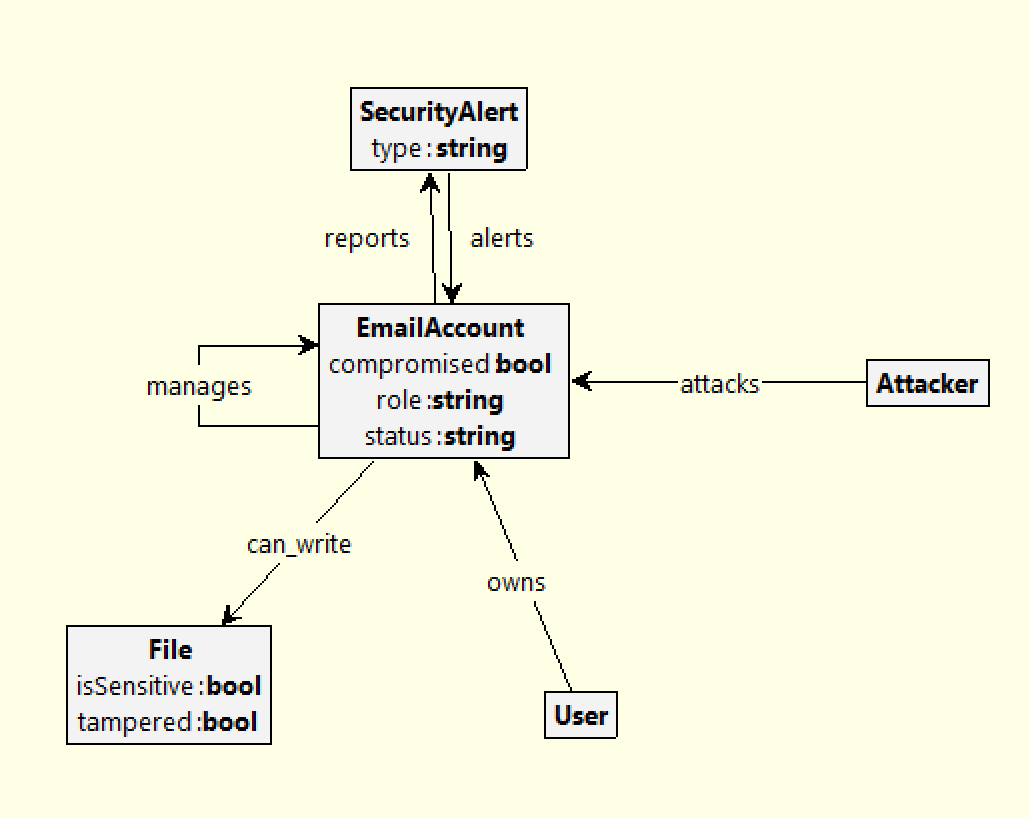 SecurityAlert
type : string
reports
alerts
EmailAccount
compromised bool
role :string
status :string
manages
attacks
Attacker
can_write
owns
File
isSensitive :bool
tampered :bool
User